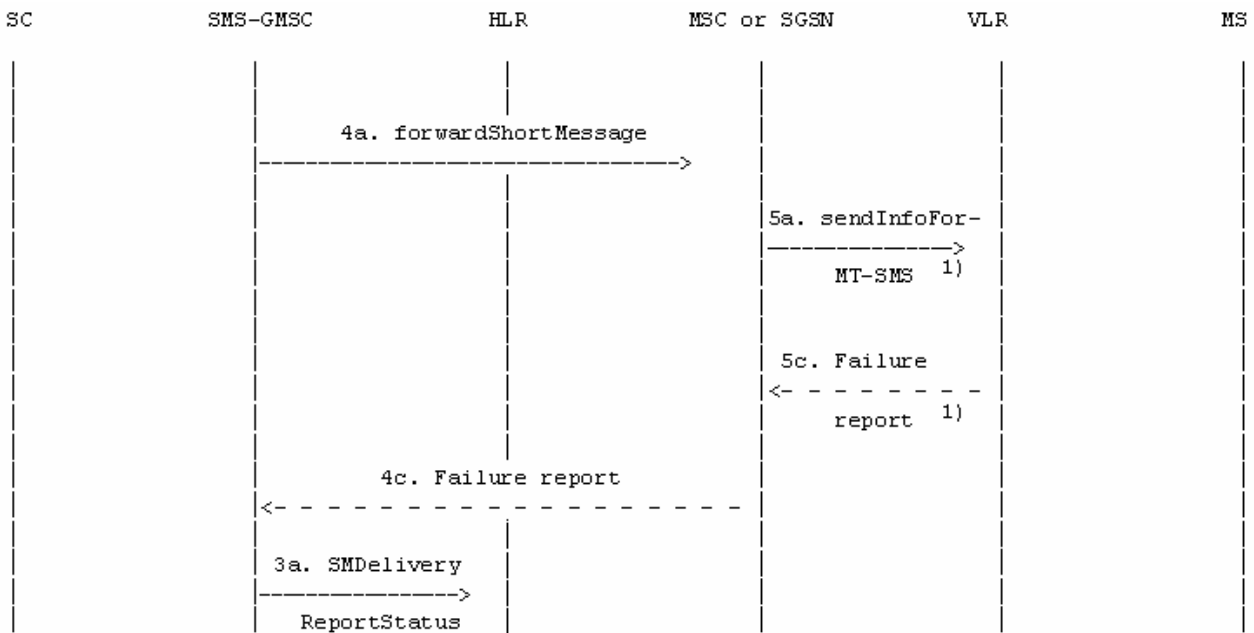 SC SMS-GMSC HLR MSC or SGSN VLR MS
4a. forwardShortMessage
5a. sendInfoFor-
MT-SMS 1)
5c. Failure
report 1)
4c. Failure report
3a. SMDelivery
ReportStatus